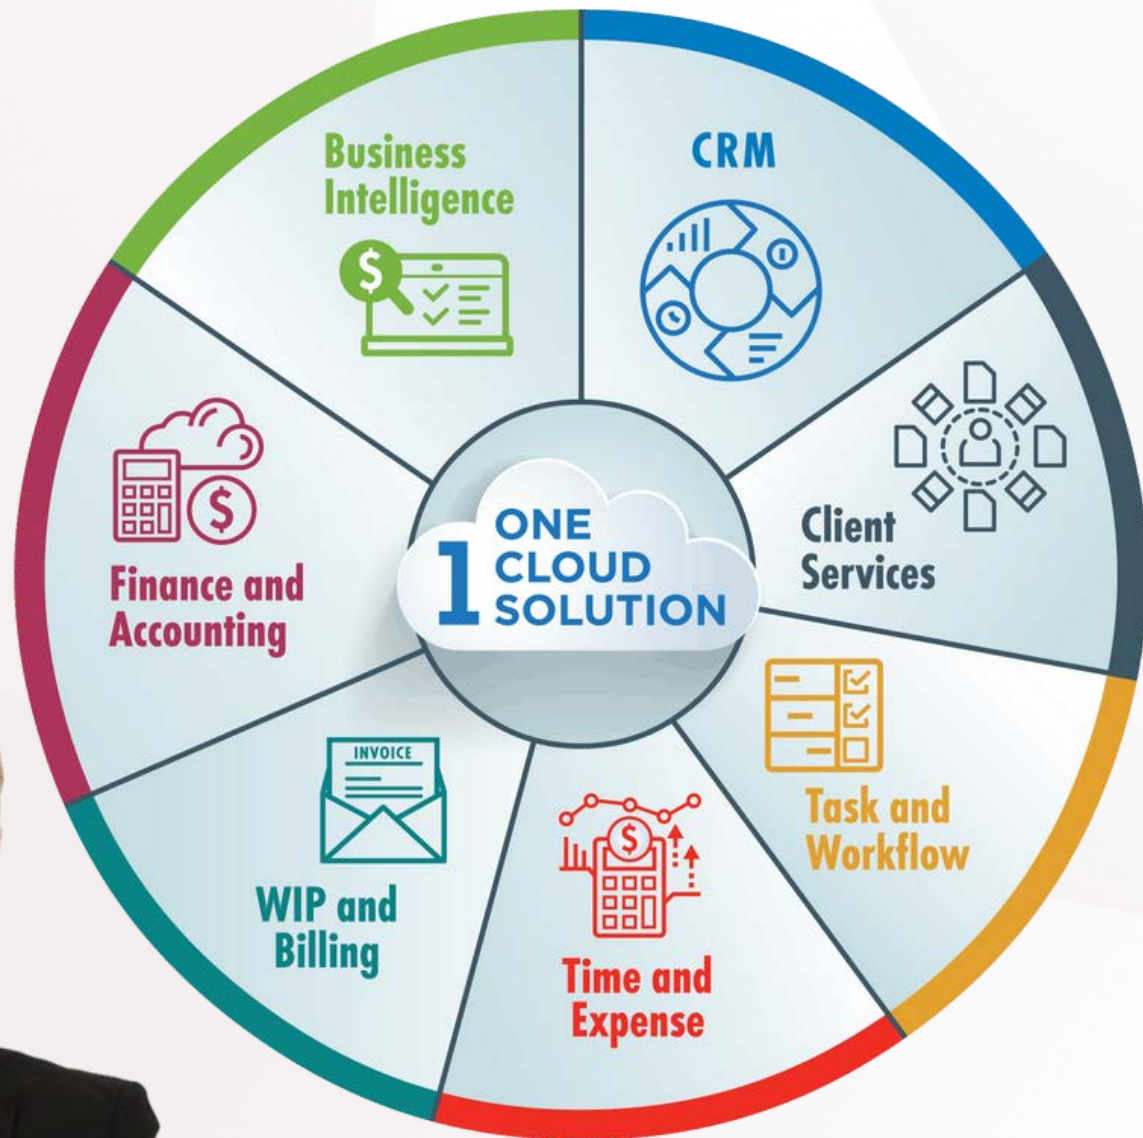 Business
Intelligence
CRM
Client
Services
Task and
Workflow
Time and
Expense
WIP and
Billing
INVOICE
Finance and
Accounting
1 ONE
CLOUD
SOLUTION